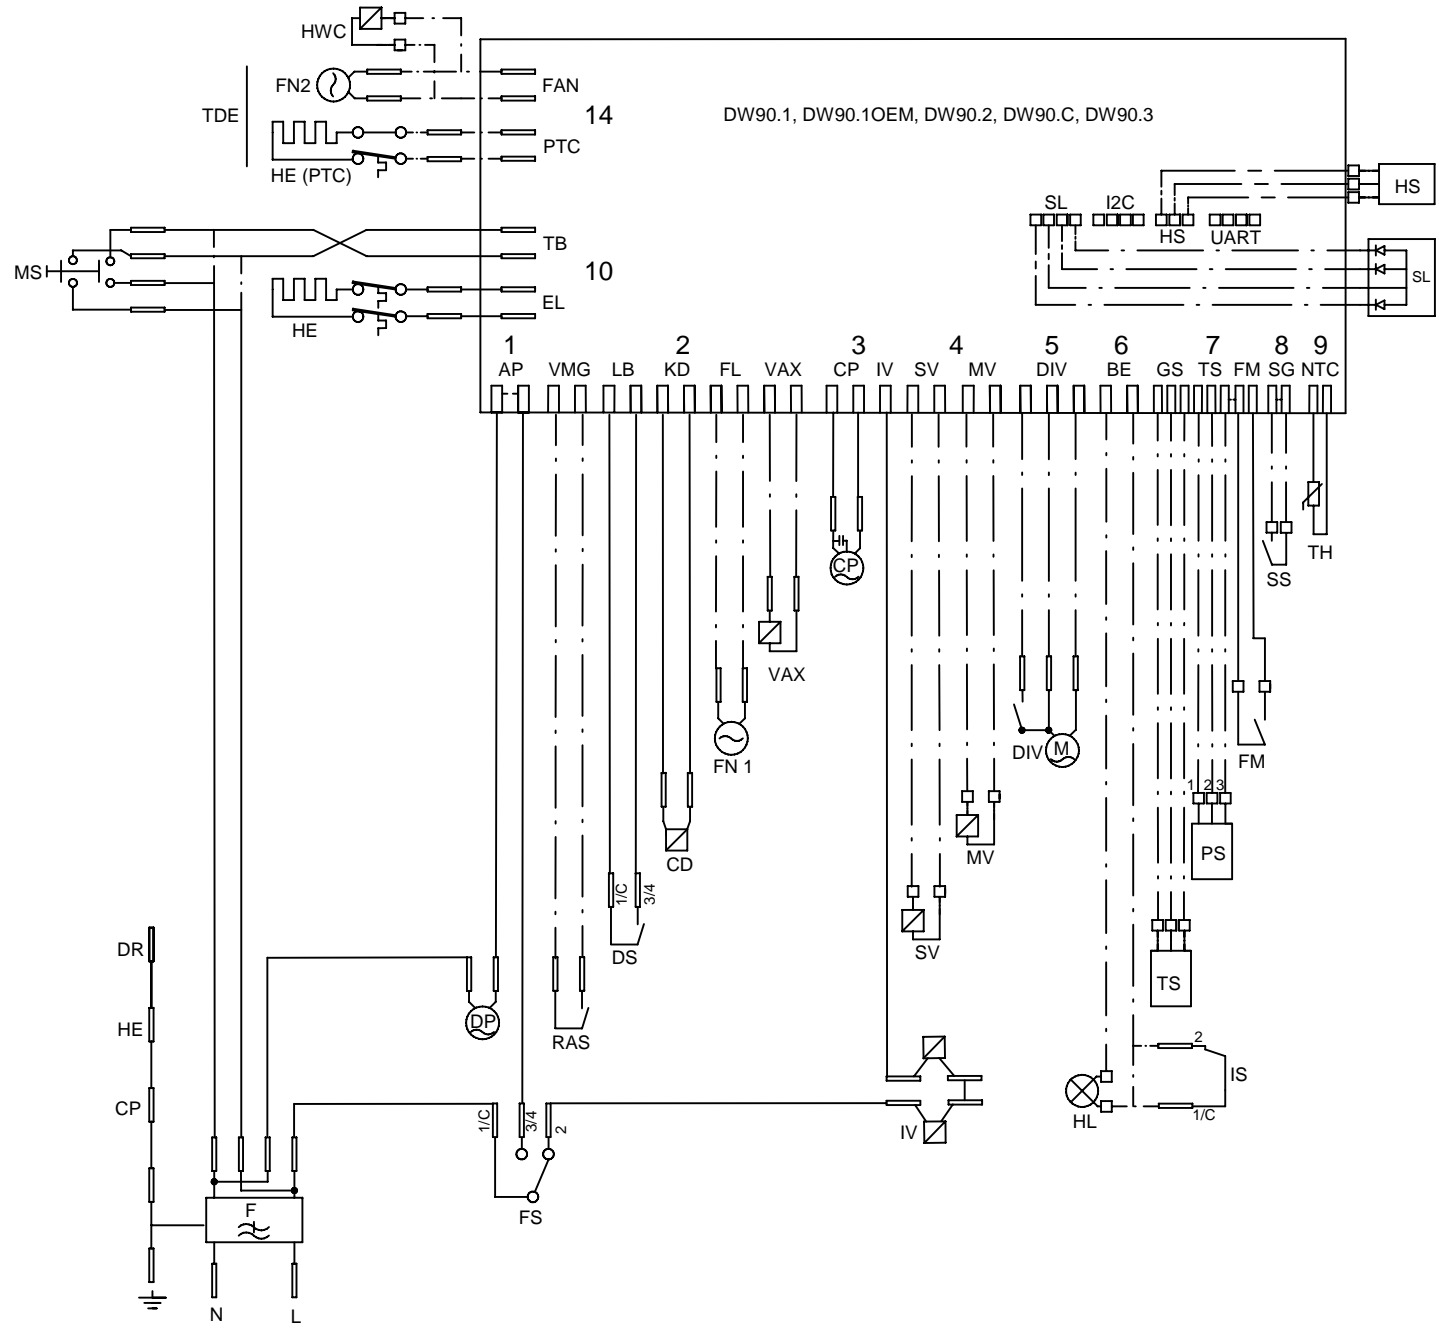 HWC
FN2
FAN
TDE
14
DW90.1, DW90.1OEM, DW90.2, DW90.C, DW90.3
PTC
HE (PTC)
HS
SL
I2C
HS
UART
TB
MS
10
SL
EL
HE
1 2 3 4 5 6 7 8 9
AP VMG LB KD FL VAX CP IV SV MV DIV BE GS TS FM SG NTC
TH
CP
SS
VAX
DIV
M
FM
FN 1
1 2 3
PS
MV
CD
1/C
3/4
SV
DS
TS
DR
DP
HE
RAS
2
IS
1/C
HL
CP
1/C
3/4
2
IV
FS
F
N
L